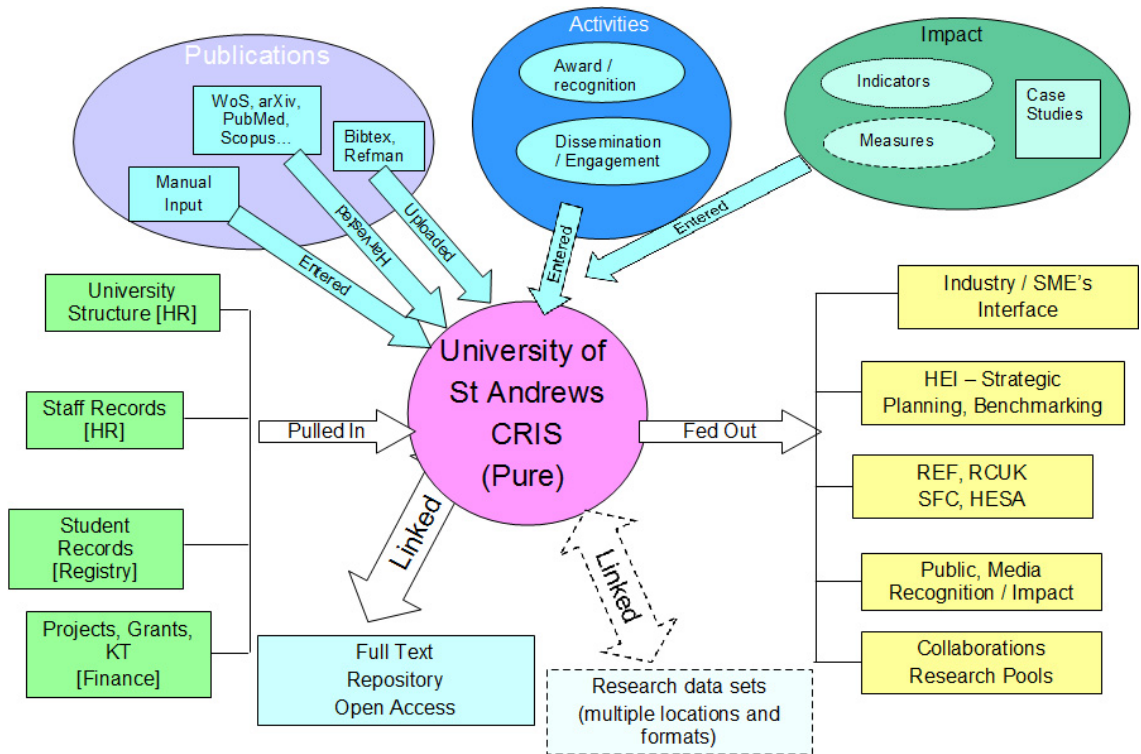 Publications
WoS, arXiv,
PubMed,
Scopus...
Bibtex,
Refman
Manual
Input
Activities
Award /
recognition
Dissemination
/ Engagement
Impact
Indicators
Measures
Case
Studies
Entered
Harvested
Uploaded
Entered
Entered
University
Structure [HR]
Staff Records
[HR]
Student
Records
[Registry]
Projects, Grants,
KT
[Finance]
Pulled In
University of
St Andrews
CRIS
(Pure)
Fed Out
Industry / SME's
Interface
HEI – Strategic
Planning, Benchmarking
REF, RCUK
SFC, HESA
Public, Media
Recognition / Impact
Collaborations
Research Pools
Linked
Linked
Full Text
Repository
Open Access
Research data sets
(multiple locations and
formats)